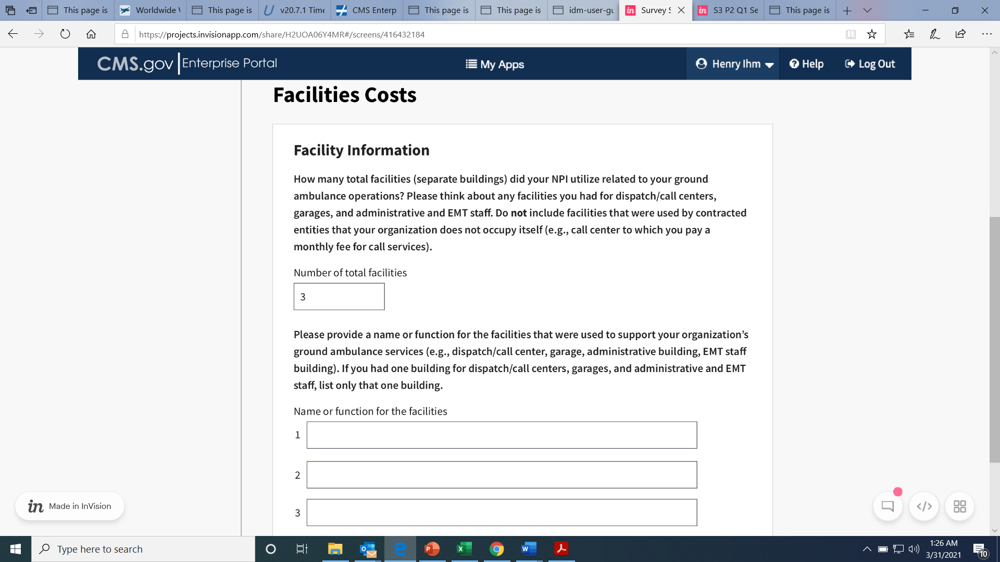 This page is
Worldwide
This page is
v20.7.1 Time
CMS Enterp
This page is
This page is
idm-user-gu
Survey S
S3 P2 Q1 Se
This page is
https://projects.invisionapp.com/share/H2UOA06Y4MR#/screens/416432184
CMS.gov Enterprise Portal
My Apps
Henry Ihm
Help
Log Out
Facilities Costs
Facility Information
How many total facilities (separate buildings) did your NPI utilize related to your ground
ambulance operations? Please think about any facilities you had for dispatch/call centers,
garages, and administrative and EMT staff. Do not include facilities that were used by contracted
entities that your organization does not occupy itself (e.g., call center to which you pay a
monthly fee for call services).
Number of total facilities
3
Please provide a name or function for the facilities that were used to support your organization’s
ground ambulance services (e.g., dispatch/call center, garage, administrative building, EMT staff
building). If you had one building for dispatch/call centers, garages, and administrative and EMT
staff, list only that one building.
Name or function for the facilities
1
2
3
in Made in InVision
Type here to search
1:26 AM
3/31/2021
10